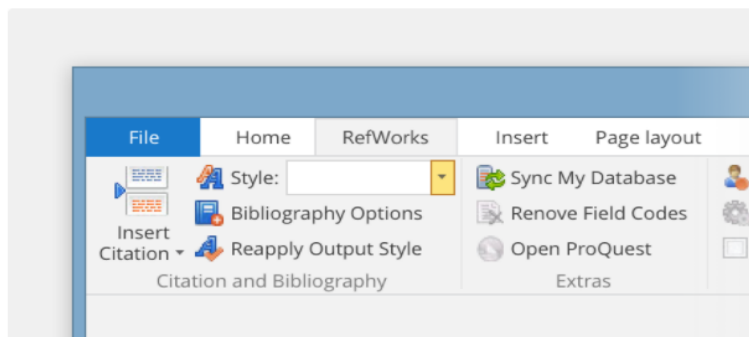 File Home RefWorks Insert Page layout
Style:
Sync My Database
Bibliography Options
Renove Field Codes
Insert
Citation
Reapply Output Style
Open ProQuest
Citation and Bibliography
Extras